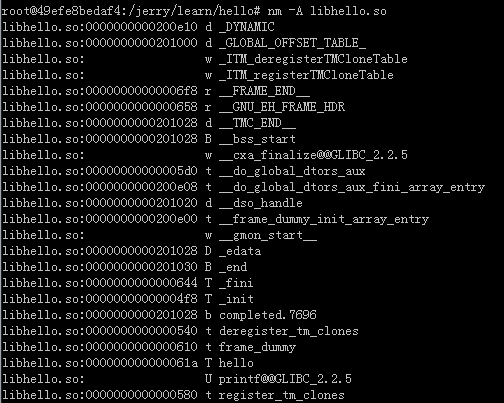 root@49efe8bedaf4:/jerry/learn/hello# nm -A libhello.so
libhello.so:0000000000200e10 d _DYNAMIC
libhello.so:0000000000201000 d _GLOBAL_OFFSET_TABLE_
libhello.so:                 w _ITM_deregisterTMCloneTable
libhello.so:                 w _ITM_registerTMCloneTable
libhello.so:00000000000006f8 r __FRAME_END__
libhello.so:0000000000000658 r __GNU_EH_FRAME_HDR
libhello.so:0000000000201028 d __TMC_END__
libhello.so:0000000000201028 B __bss_start
libhello.so:                 w __cxa_finalize@@GLIBC_2.2.5
libhello.so:00000000000005d0 t __do_global_dtors_aux
libhello.so:0000000000200e08 t __do_global_dtors_aux_fini_array_entry
libhello.so:0000000000201020 d __dso_handle
libhello.so:0000000000200e00 t __frame_dummy_init_array_entry
libhello.so:                 w __gmon_start__
libhello.so:0000000000201028 D _edata
libhello.so:0000000000201030 B _end
libhello.so:0000000000000644 T _fini
libhello.so:00000000000004f8 T _init
libhello.so:0000000000201028 b completed.7696
libhello.so:0000000000000540 t deregister_tm_clones
libhello.so:0000000000000610 t frame_dummy
libhello.so:000000000000061a T hello
libhello.so:                 U printf@@GLIBC_2.2.5
libhello.so:0000000000000580 t register_tm_clones